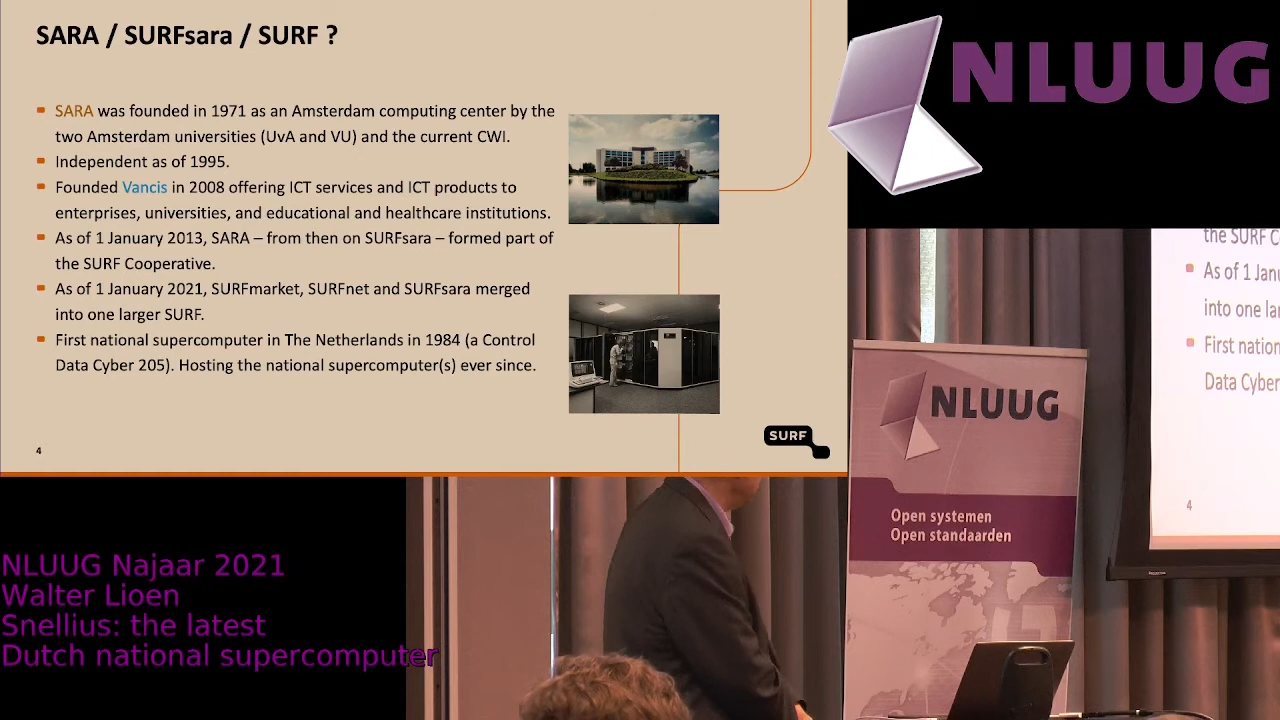 SARA / SURFsara / SURF ?
SARA was founded in 1971 as an Amsterdam computing center by the
two Amsterdam universities (UvA and VU) and the current CWI.
Independent as of 1995.
Founded Vancis in 2008 offering ICT services and ICT products to
enterprises, universities, and educational and healthcare institutions.
As of 1 January 2013, SARA – from then on SURFsara – formed part of
the SURF Cooperative.
As of 1 January 2021, SURFmarket, SURFnet and SURFsara merged
into one larger SURF.
First national supercomputer in The Netherlands in 1984 (a Control
Data Cyber 205). Hosting the national supercomputer(s) ever since.
4
SURF
NLUUG
the SURF C
As of 1 Janu
into one lar
First nation
Data Cyber
4
NLUUG
Open systemen
Open standaarden
NLUUG Najaar 2021
Walter Lioen
Snellius: the latest
Dutch national supercomputer